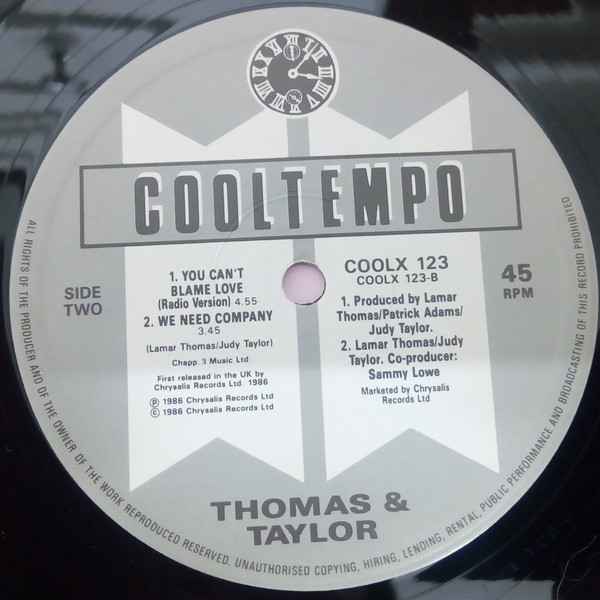 COOLTEMPO
SIDE
TWO
1. YOU CAN'T
BLAME LOVE
(Radio Version) 4.55
2. WE NEED COMPANY
3.45
(Lamar Thomas/Judy Taylor)
Chapp. 3 Music Ltd
First released in the UK by
Chrysalis Records Ltd. 1986
℗ 1986 Chrysalis Records Ltd
© 1986 Chrysalis Records Ltd
COOLX 123
COOLX 123-B
1. Produced by Lamar
Thomas/Patrick Adams/
Judy Taylor.
2. Lamar Thomas/Judy
Taylor. Co-producer:
Sammy Lowe
Marketed by Chrysalis
Records Ltd
45
RPM
THOMAS &
TAYLOR
ALL RIGHTS OF THE PRODUCER AND OF THE OWNER OF THE WORK REPRODUCED RESERVED. UNAUTHORISED COPYING, HIRING, LENDING, RENTAL, PUBLIC PERFORMANCE AND BROADCASTING OF THIS RECORD PROHIBITED